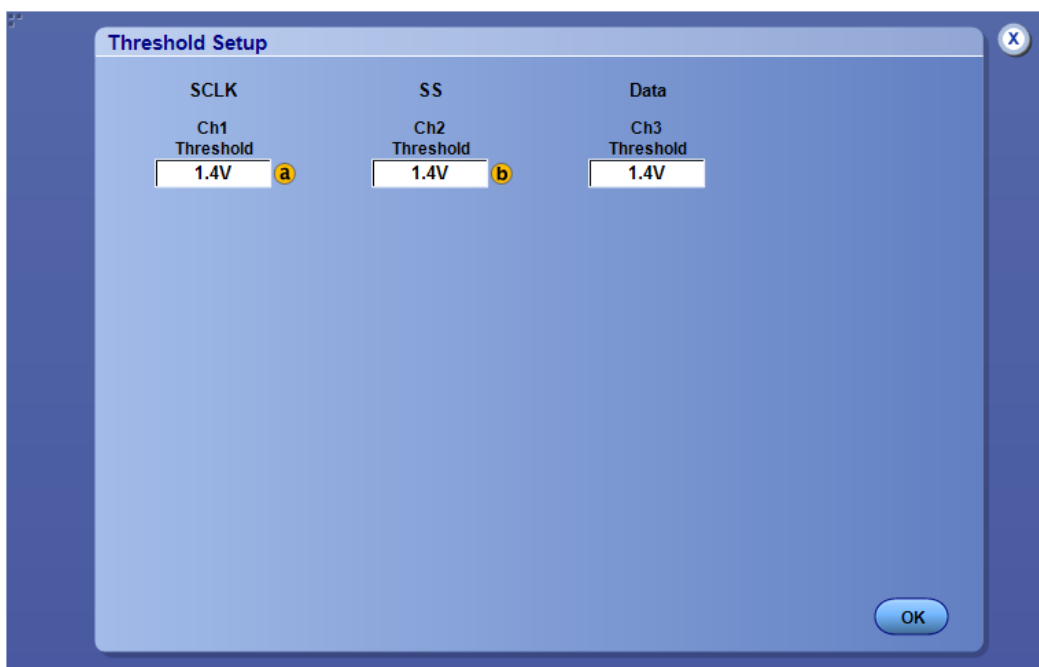 Threshold Setup
X
SCLK SS Data
Ch1 Ch2 Ch3
Threshold Threshold Threshold
1.4V a 1.4V b 1.4V
OK